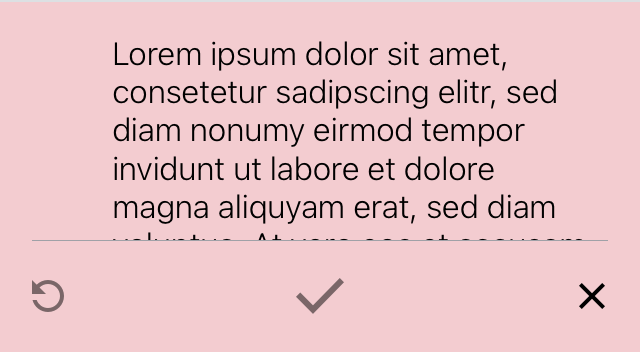 Lorem ipsum dolor sit amet,
consetetur sadipscing elitr, sed
diam nonumy eirmod tempor
invidunt ut labore et dolore
magna aliquyam erat, sed diam